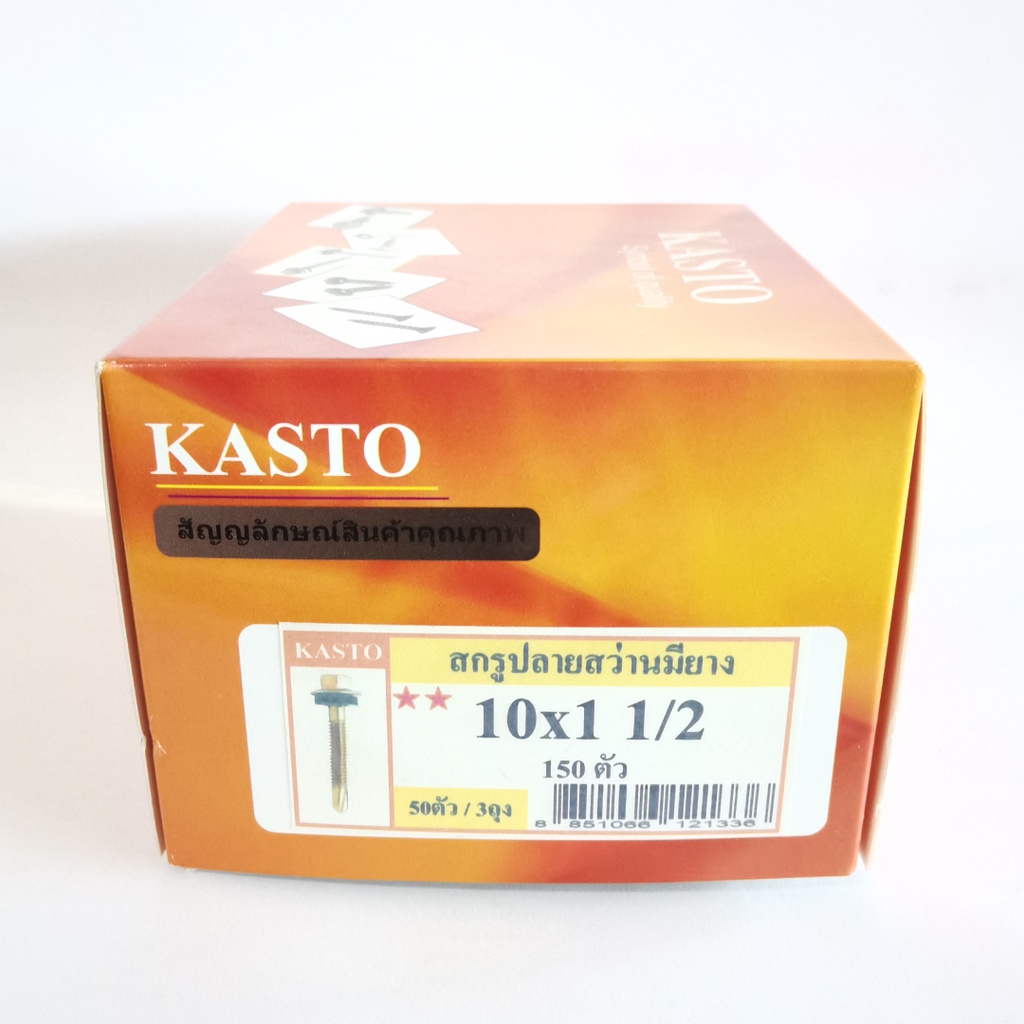 KASTO
KASTO
สัญญลักษณ์สินค้าคุณภาพ
KASTO
สกรูปลายสว่านมียาง
10x1 1/2
150 ตัว
50ตัว / 3ถุง
8 851066 121336